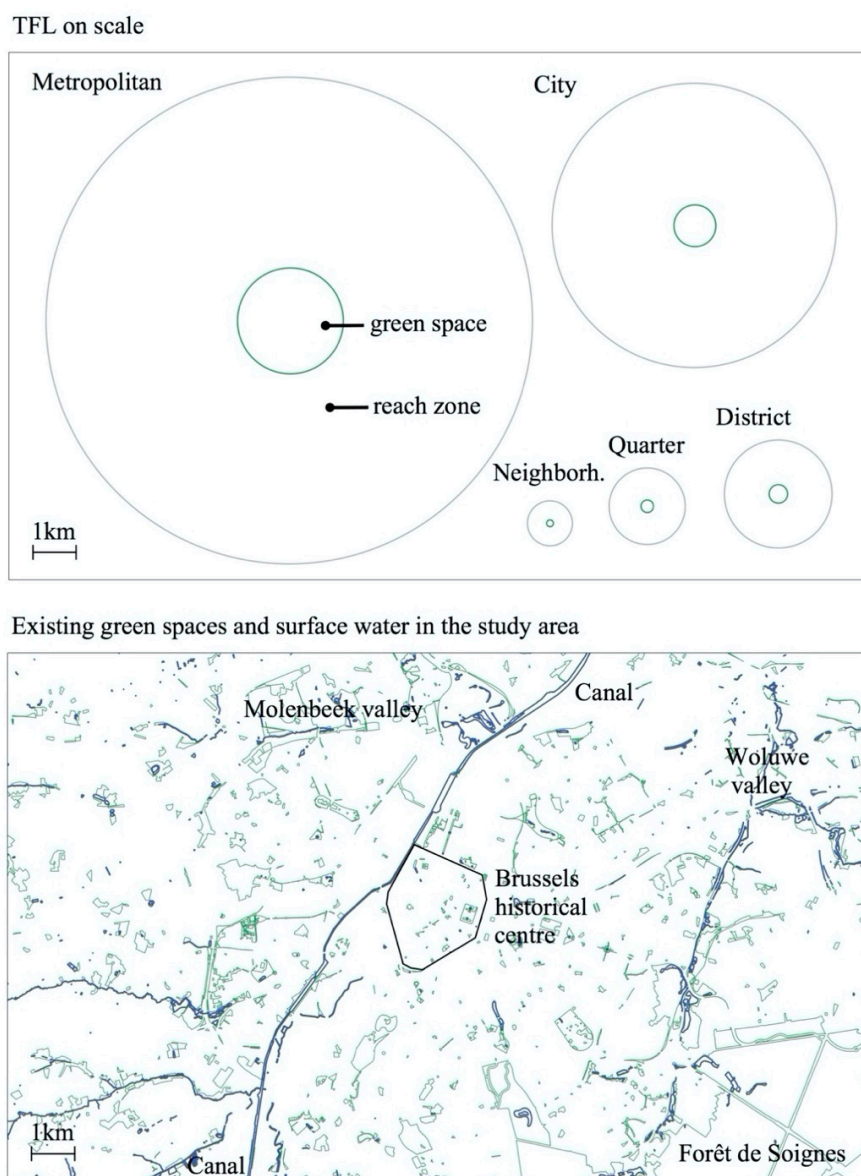 TFL on scale
Metropolitan
City
green space
reach zone
District
Quarter
Neighborh.
1km
Existing green spaces and surface water in the study area
Canal
Molenbeek valley
Woluwe
valley
Brussels
historical
centre
1km
Canal
Forêt de Soignes